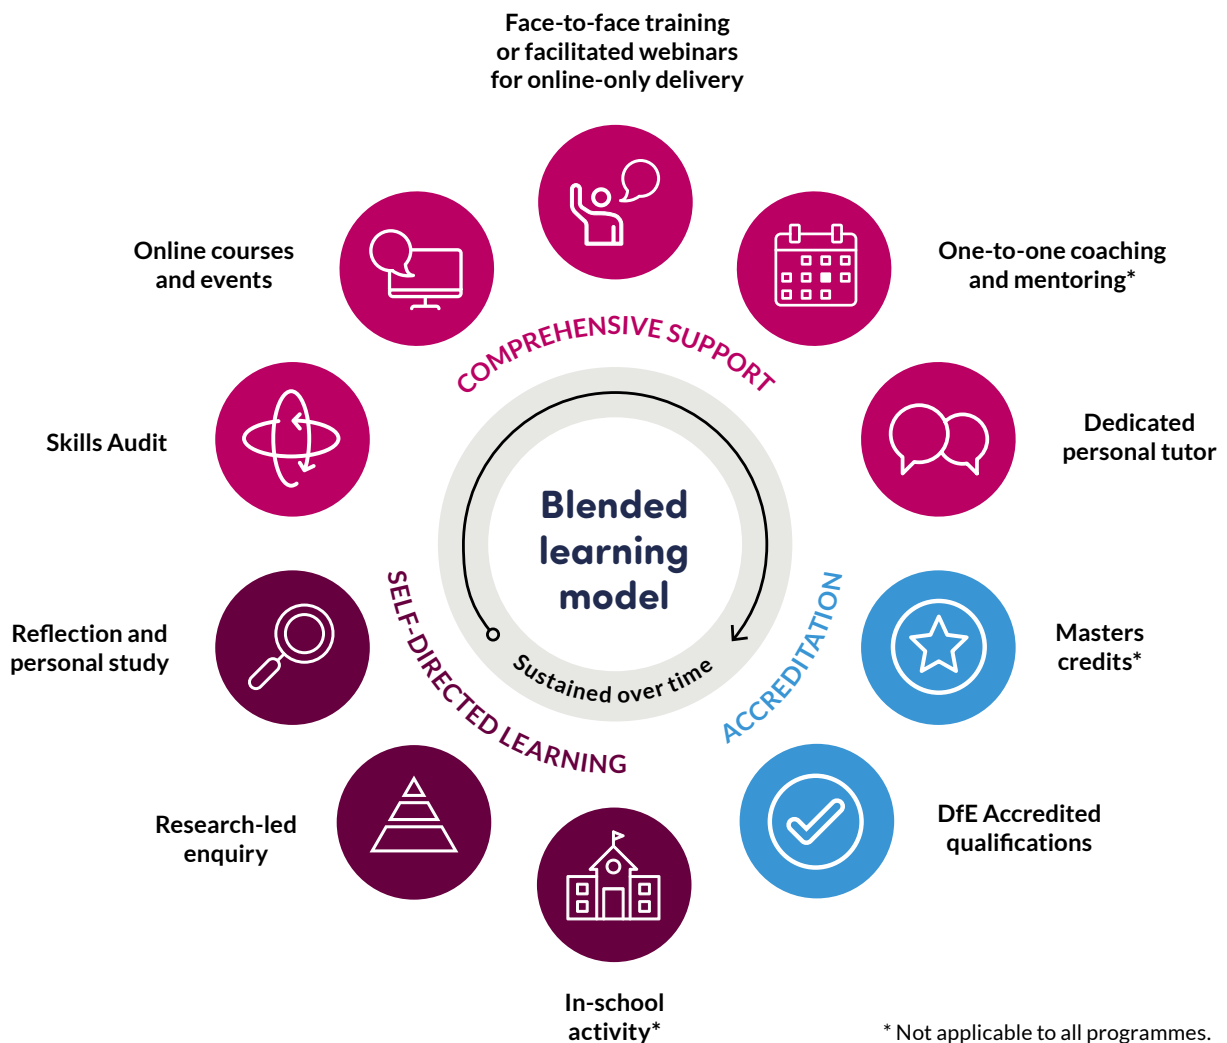 Face-to-face training
or facilitated webinars
for online-only delivery
Online courses
and events
One-to-one coaching
and mentoring*
COMPREHENSIVE SUPPORT
Skills Audit
Dedicated
personal tutor
Blended
learning
model
Sustained over time
SELF-DIRECTED LEARNING
ACCREDITATION
Reflection and
personal study
Masters
credits*
Research-led
enquiry
DfE Accredited
qualifications
In-school
activity*
* Not applicable to all programmes.